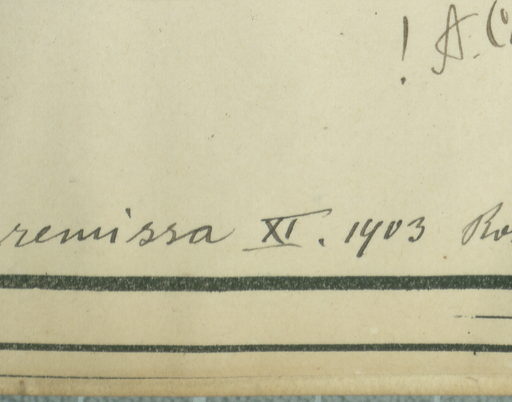 ! A.
remissa XI. 1903